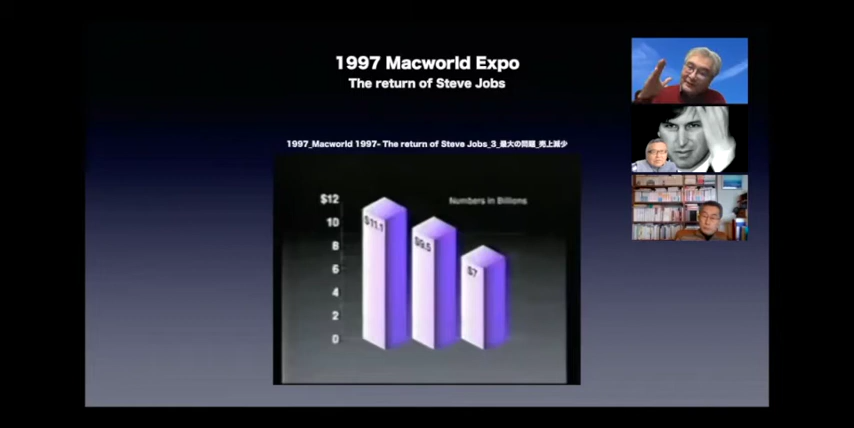 1997 Macworld Expo
The return of Steve Jobs
1997_Macworld 1997- The return of Steve Jobs_3_最大の問題_売上減少
Numbers in Billions
$12
10
8
6
4
2
0
$11.1
$9.5
$7